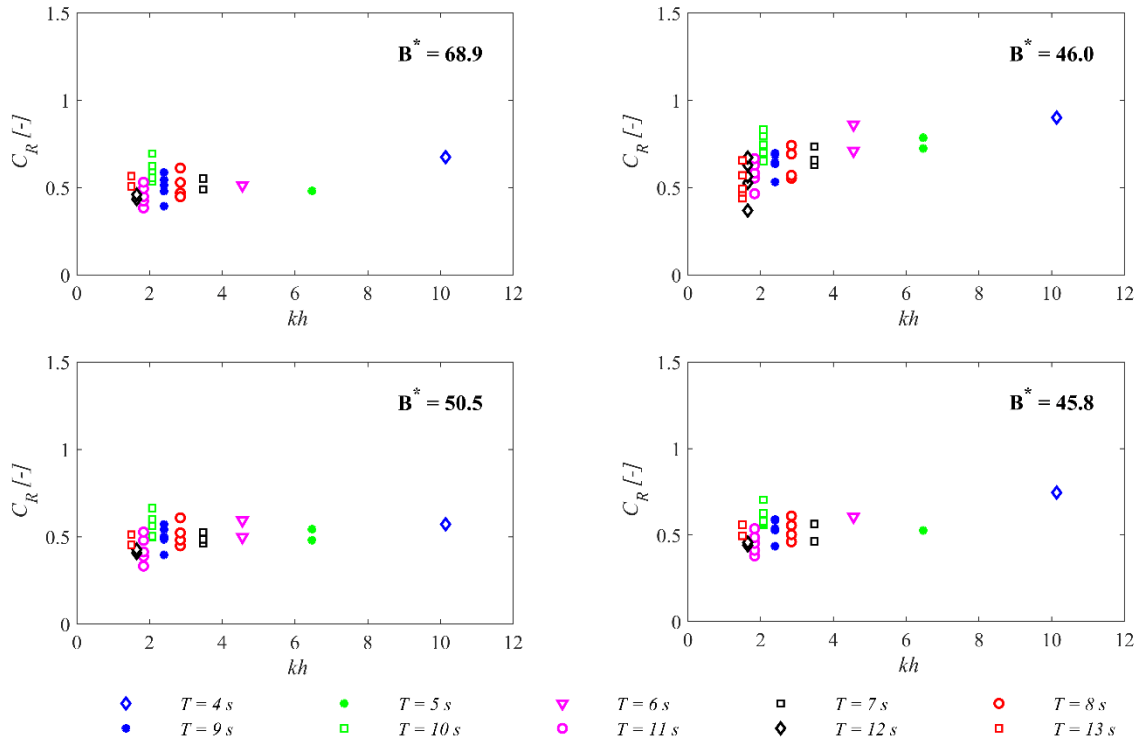 1.5
B* = 68.9
1
C_R [-]
0.5
0
0 2 4 6 8 10 12
kh
1.5
B* = 46.0
1
C_R [-]
0.5
0
0 2 4 6 8 10 12
kh
1.5
B* = 50.5
1
C_R [-]
0.5
0
0 2 4 6 8 10 12
kh
1.5
B* = 45.8
1
C_R [-]
0.5
0
0 2 4 6 8 10 12
kh
T = 4 s T = 5 s T = 6 s T = 7 s T = 8 s
T = 9 s T = 10 s T = 11 s T = 12 s T = 13 s